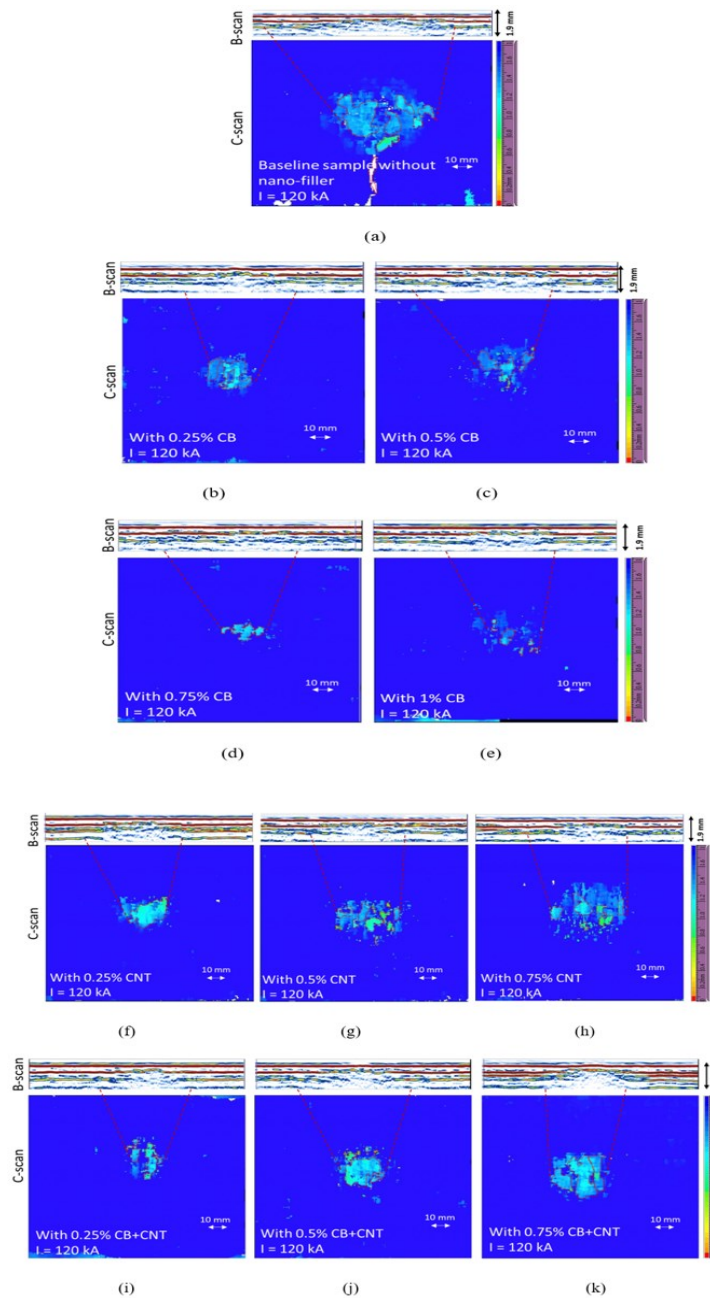 B-scan
1.9 mm
C-scan
10 mm
Baseline sample without
nano-filler
I = 120 kA
(a)
B-scan
B-scan
1.9 mm
C-scan
C-scan
With 0.25% CB
I = 120 kA
10 mm
With 0.5% CB
I = 120 kA
10 mm
(b)
(c)
B-scan
B-scan
1.9 mm
C-scan
C-scan
With 0.75% CB
I = 120 kA
10 mm
With 1% CB
I = 120 kA
10 mm
(d)
(e)
B-scan
1.9 mm
C-scan
With 0.25% CNT
I = 120 kA
10 mm
With 0.5% CNT
I = 120 kA
10 mm
With 0.75% CNT
I = 120 kA
10 mm
(f)
(g)
(h)
B-scan
C-scan
With 0.25% CB+CNT
I = 120 kA
10 mm
With 0.5% CB+CNT
I = 120 kA
10 mm
With 0.75% CB+CNT
I = 120 kA
10 mm
(i)
(j)
(k)